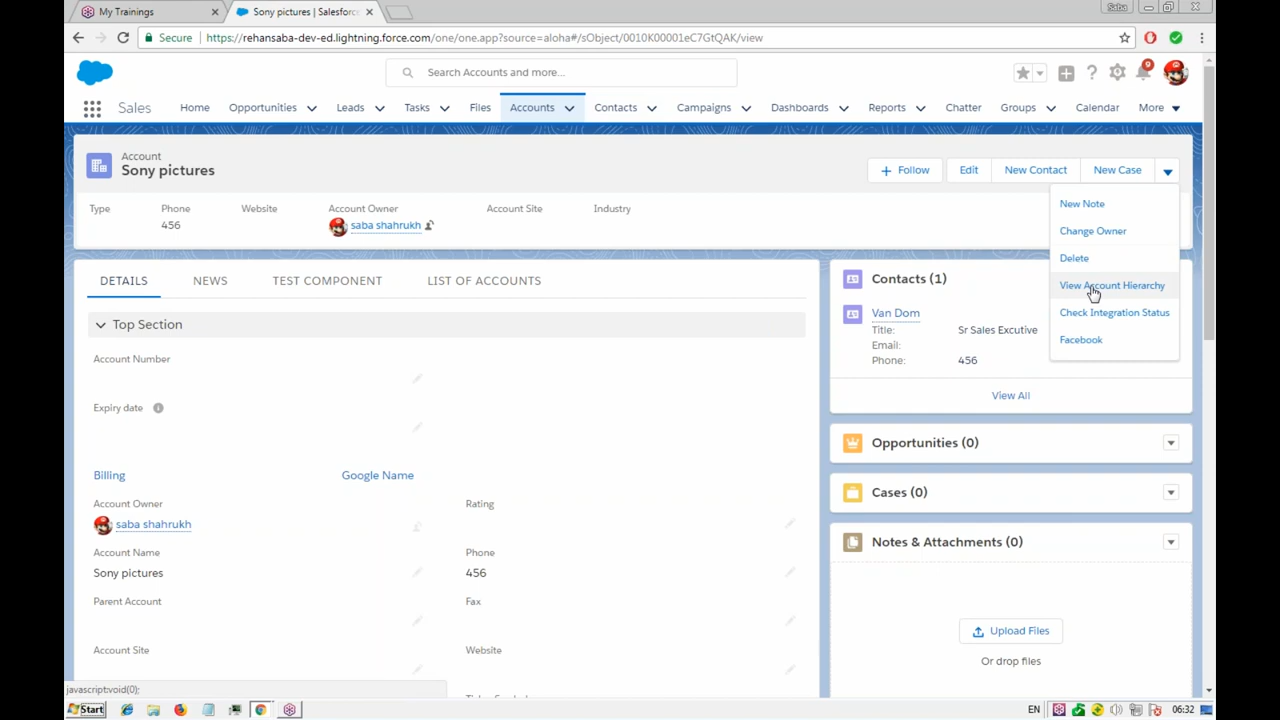 My Trainings
Sony pictures | Salesforc
Saba
Secure
https://rehansaba-dev-ed.lightning.force.com/one/one.app?source=aloha#/sObject/0010K00001eC7GtQAK/view
Search Accounts and more...
9
Sales
Home
Opportunities
Leads
Tasks
Files
Accounts
Contacts
Campaigns
Dashboards
Reports
Chatter
Groups
Calendar
More
Account
Sony pictures
Follow
Edit
New Contact
New Case
Type
Phone
Website
Account Owner
Account Site
Industry
456
saba shahrukh
New Note
Change Owner
Delete
View Account Hierarchy
Check Integration Status
Facebook
DETAILS
NEWS
TEST COMPONENT
LIST OF ACCOUNTS
Top Section
Account Number
Expiry date
Billing
Google Name
Account Owner
saba shahrukh
Rating
Account Name
Sony pictures
Phone
456
Parent Account
Fax
Account Site
Website
Contacts (1)
Van Dom
Title: Sr Sales Excutive
Email:
Phone: 456
View All
Opportunities (0)
Cases (0)
Notes & Attachments (0)
Upload Files
Or drop files
javascript:void(0);
Start
EN
06:32